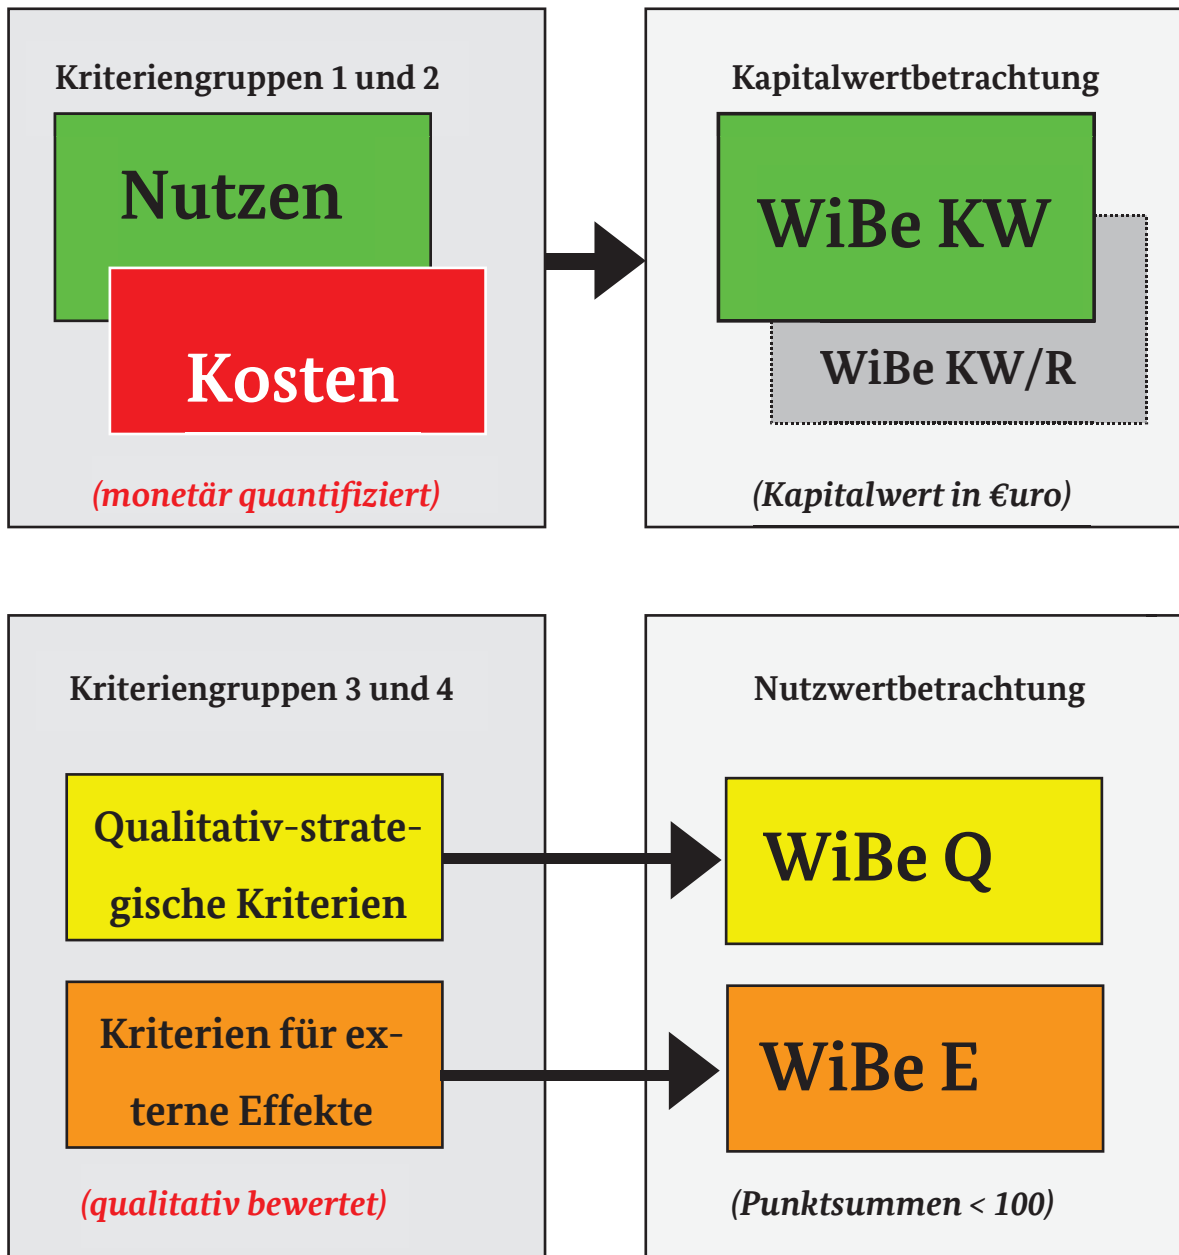 Kriteriengruppen 1 und 2
Nutzen
Kosten
(monetär quantifiziert)
Kapitalwertbetrachtung
WiBe KW
WiBe KW/R
(Kapitalwert in €uro)
Kriteriengruppen 3 und 4
Qualitativ-strate-
gische Kriterien
Kriterien für ex-
terne Effekte
(qualitativ bewertet)
Nutzwertbetrachtung
WiBe Q
WiBe E
(Punktsummen < 100)